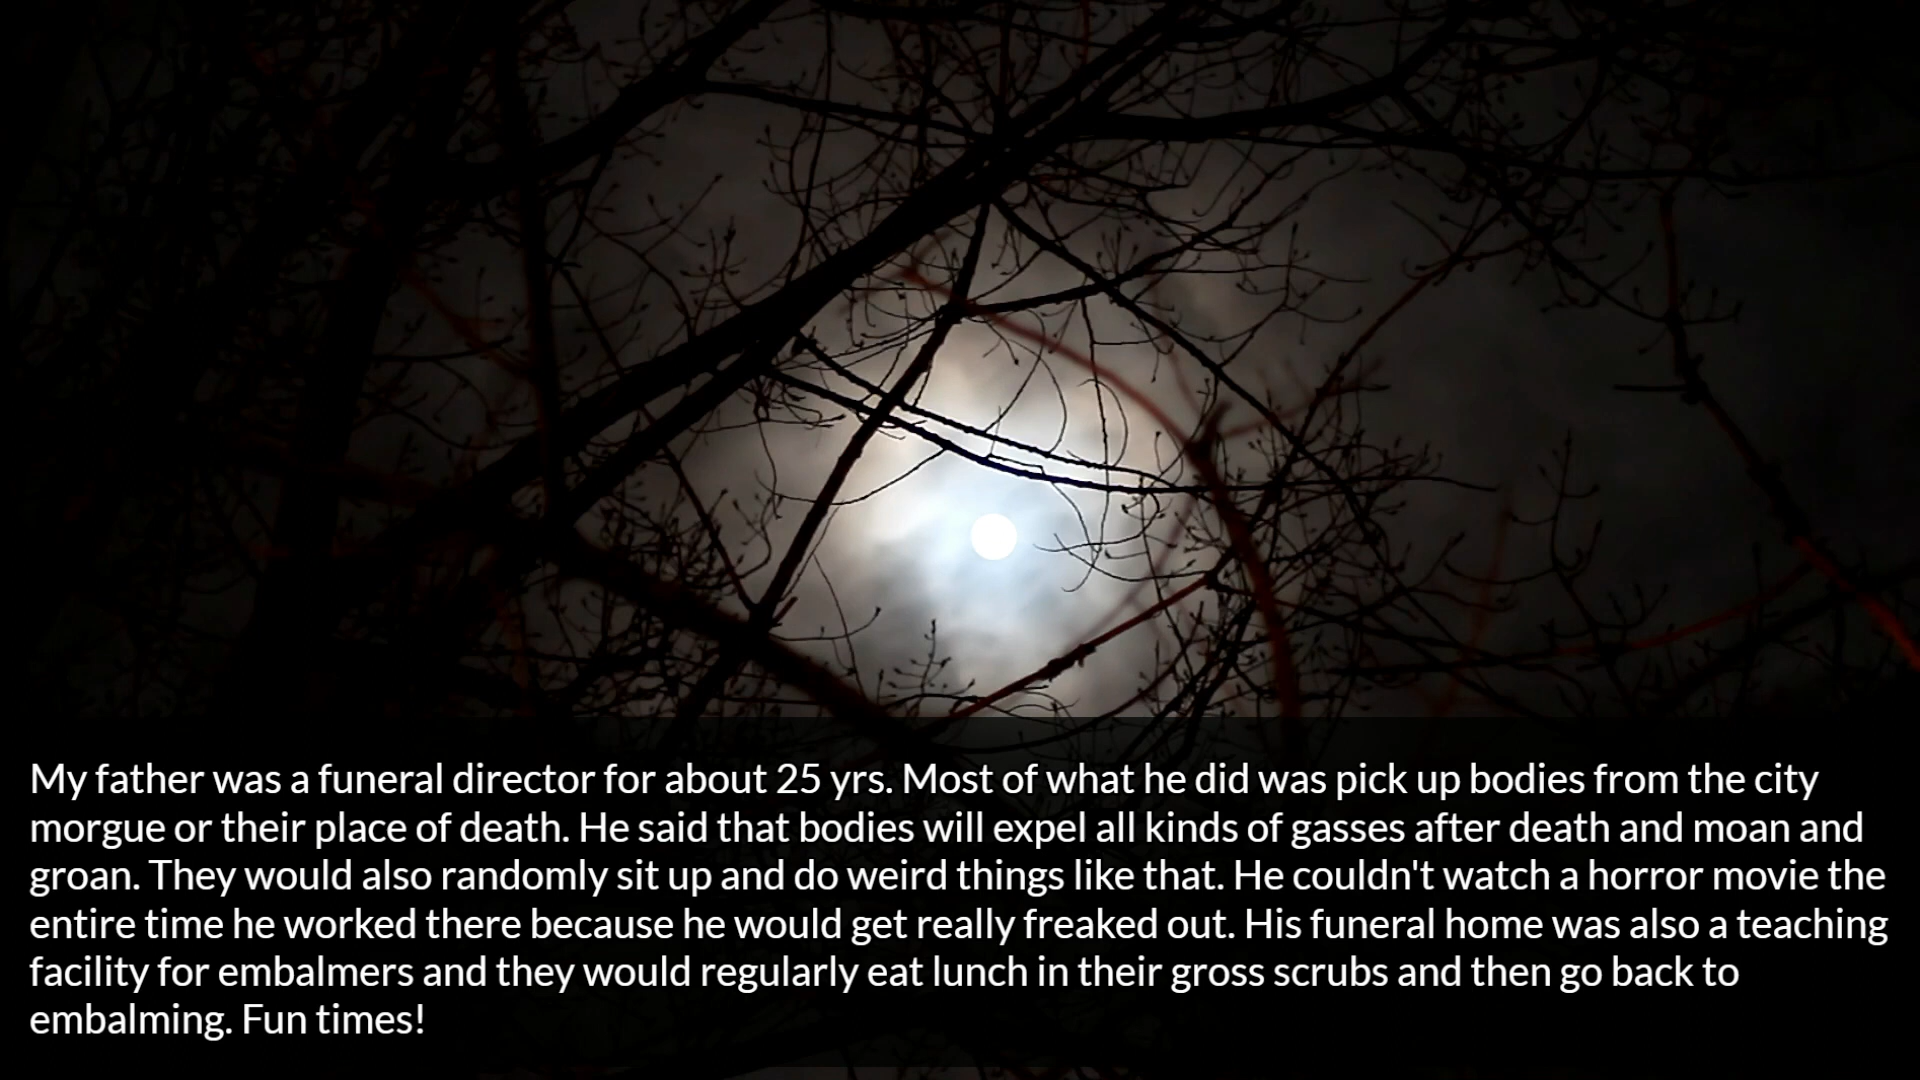 My father was a funeral director for about 25 yrs. Most of what he did was pick up bodies from the city
morgue or their place of death. He said that bodies will expel all kinds of gasses after death and moan and
groan. They would also randomly sit up and do weird things like that. He couldn't watch a horror movie the
entire time he worked there because he would get really freaked out. His funeral home was also a teaching
facility for embalmers and they would regularly eat lunch in their gross scrubs and then go back to
embalming. Fun times!